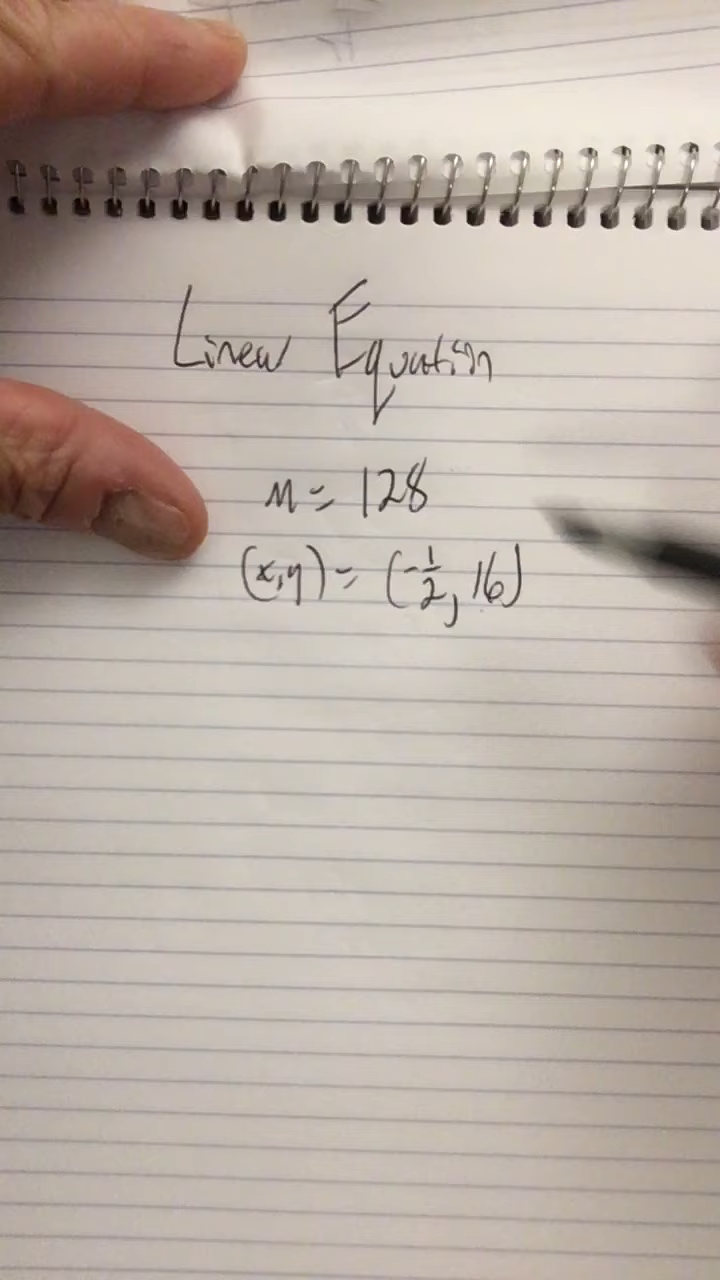 Linear Equation
m = 128
(x,y) = (-1/2, 16)